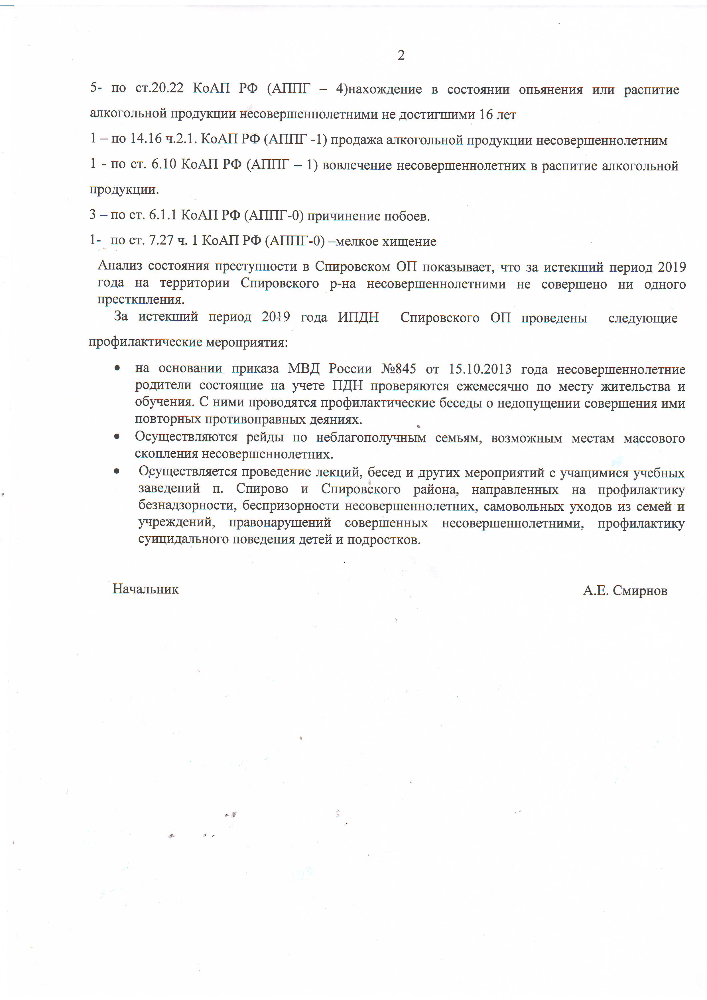 2
5- по ст.20.22 КоАП РФ (АППГ – 4)нахождение в состоянии опьянения или распитие
алкогольной продукции несовершеннолетними не достигшими 16 лет
1 – по 14.16 ч.2.1. КоАП РФ (АППГ -1) продажа алкогольной продукции несовершеннолетним
1 - по ст. 6.10 КоАП РФ (АППГ – 1) вовлечение несовершеннолетних в распитие алкогольной
продукции.
3 – по ст. 6.1.1 КоАП РФ (АППГ-0) причинение побоев.
1- по ст. 7.27 ч. 1 КоАП РФ (АППГ-0) –мелкое хищение
Анализ состояния преступности в Спировском ОП показывает, что за истекший период 2019
года на территории Спировского р-на несовершеннолетними не совершено ни одного
престкпления.
За истекший период 2019 года ИПДН Спировского ОП проведены следующие
профилактические мероприятия:
• на основании приказа МВД России №845 от 15.10.2013 года несовершеннолетние
родители состоящие на учете ПДН проверяются ежемесячно по месту жительства и
обучения. С ними проводятся профилактические беседы о недопущении совершения ими
повторных противоправных деяниях.
• Осуществляются рейды по неблагополучным семьям, возможным местам массового
скопления несовершеннолетних.
• Осуществляется проведение лекций, бесед и других мероприятий с учащимися учебных
заведений п. Спирово и Спировского района, направленных на профилактику
безнадзорности, беспризорности несовершеннолетних, самовольных уходов из семей и
учреждений, правонарушений совершенных несовершеннолетними, профилактику
суицидального поведения детей и подростков.
Начальник А.Е. Смирнов